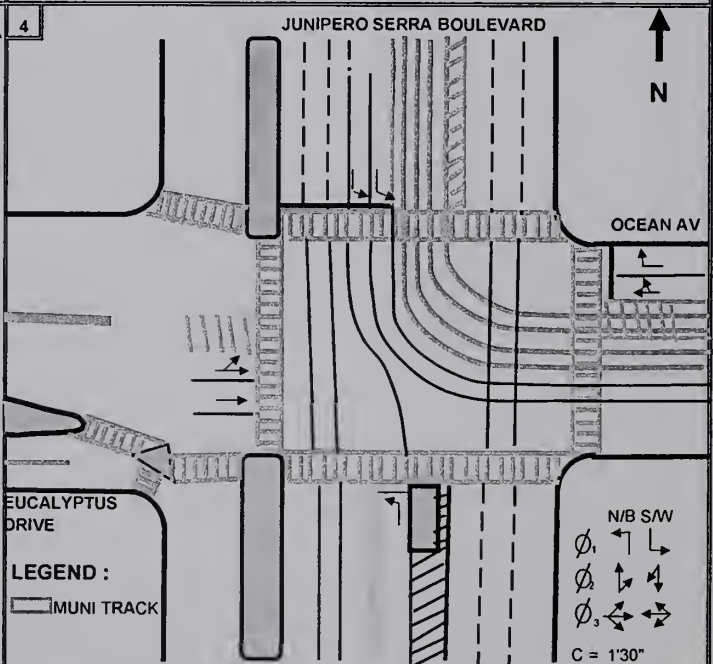 4
JUNIPERO SERRA BOULEVARD
N
OCEAN AV
EUCALYPTUS
DRIVE
LEGEND :
MUNI TRACK
N/B S/W
Ø₁
Ø₂
Ø₃
C = 1'30"